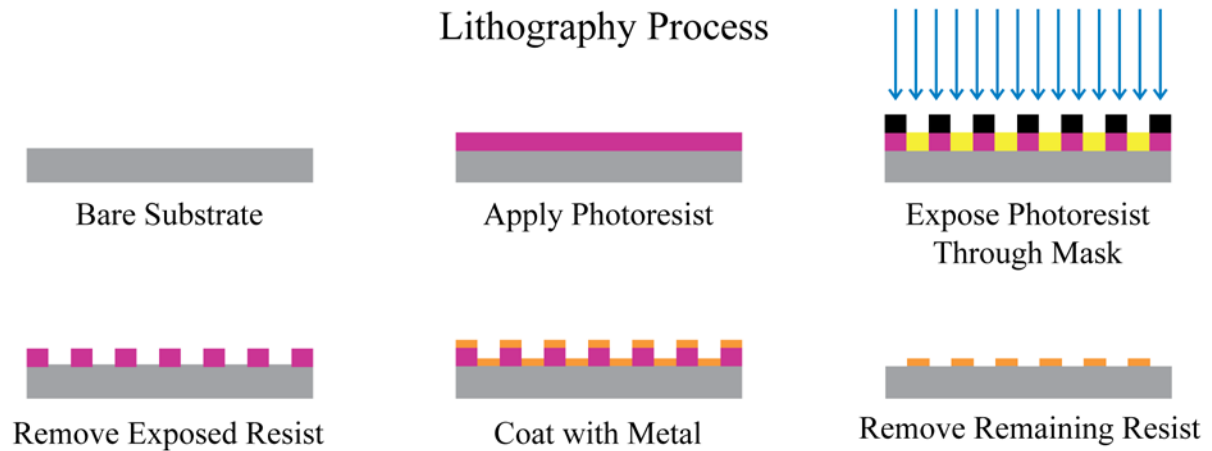 Lithography Process
Bare Substrate
Apply Photoresist
Expose Photoresist
Through Mask
Remove Exposed Resist
Coat with Metal
Remove Remaining Resist